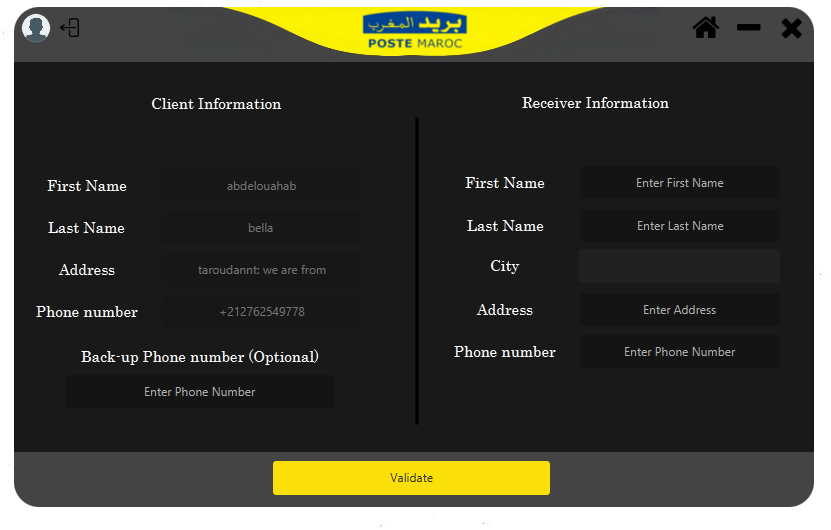 بريد المغرب
POSTE MAROC
Client Information
First Name
abdelouahab
Last Name
bella
Address
taroudannt: we are from
Phone number
+212762549778
Back-up Phone number (Optional)
Enter Phone Number
Receiver Information
First Name
Enter First Name
Last Name
Enter Last Name
City
Address
Enter Address
Phone number
Enter Phone Number
Validate